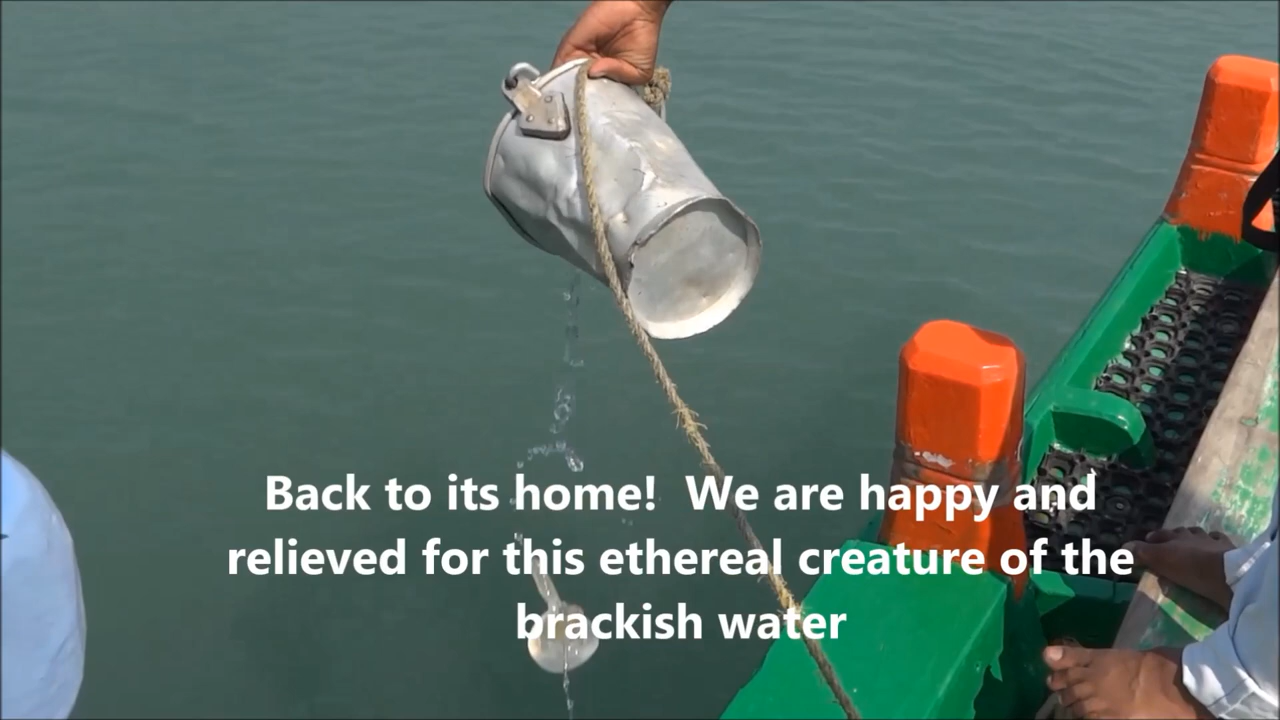 Back to its home!  We are happy and
relieved for this ethereal creature of the
brackish water